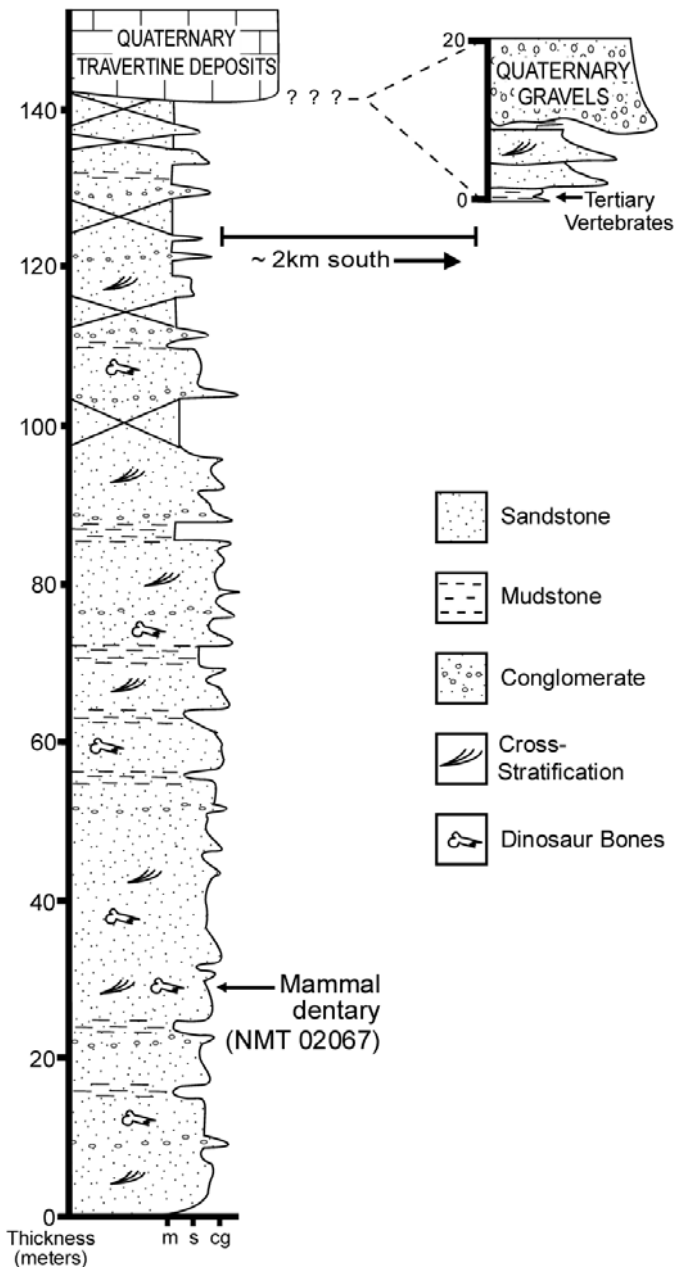 QUATERNARY
TRAVERTINE DEPOSITS
140
120
100
80
60
40
20
0
Thickness
(meters)
m s cg
? ? ?
20
0
QUATERNARY
GRAVELS
Tertiary
Vertebrates
~ 2km south
Sandstone
Mudstone
Conglomerate
Cross-
Stratification
Dinosaur Bones
Mammal
dentary
(NMT 02067)